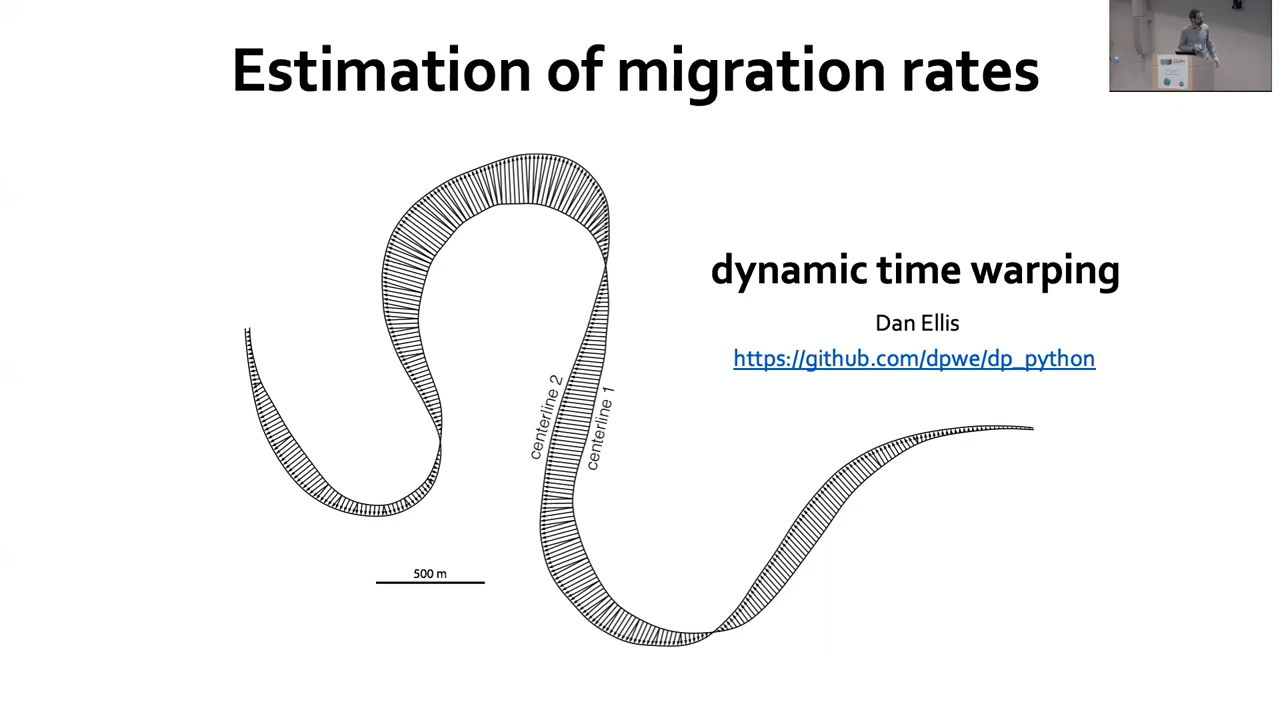 Estimation of migration rates
dynamic time warping
Dan Ellis
https://github.com/dpwe/dp_python
centerline 2
centerline 1
500 m